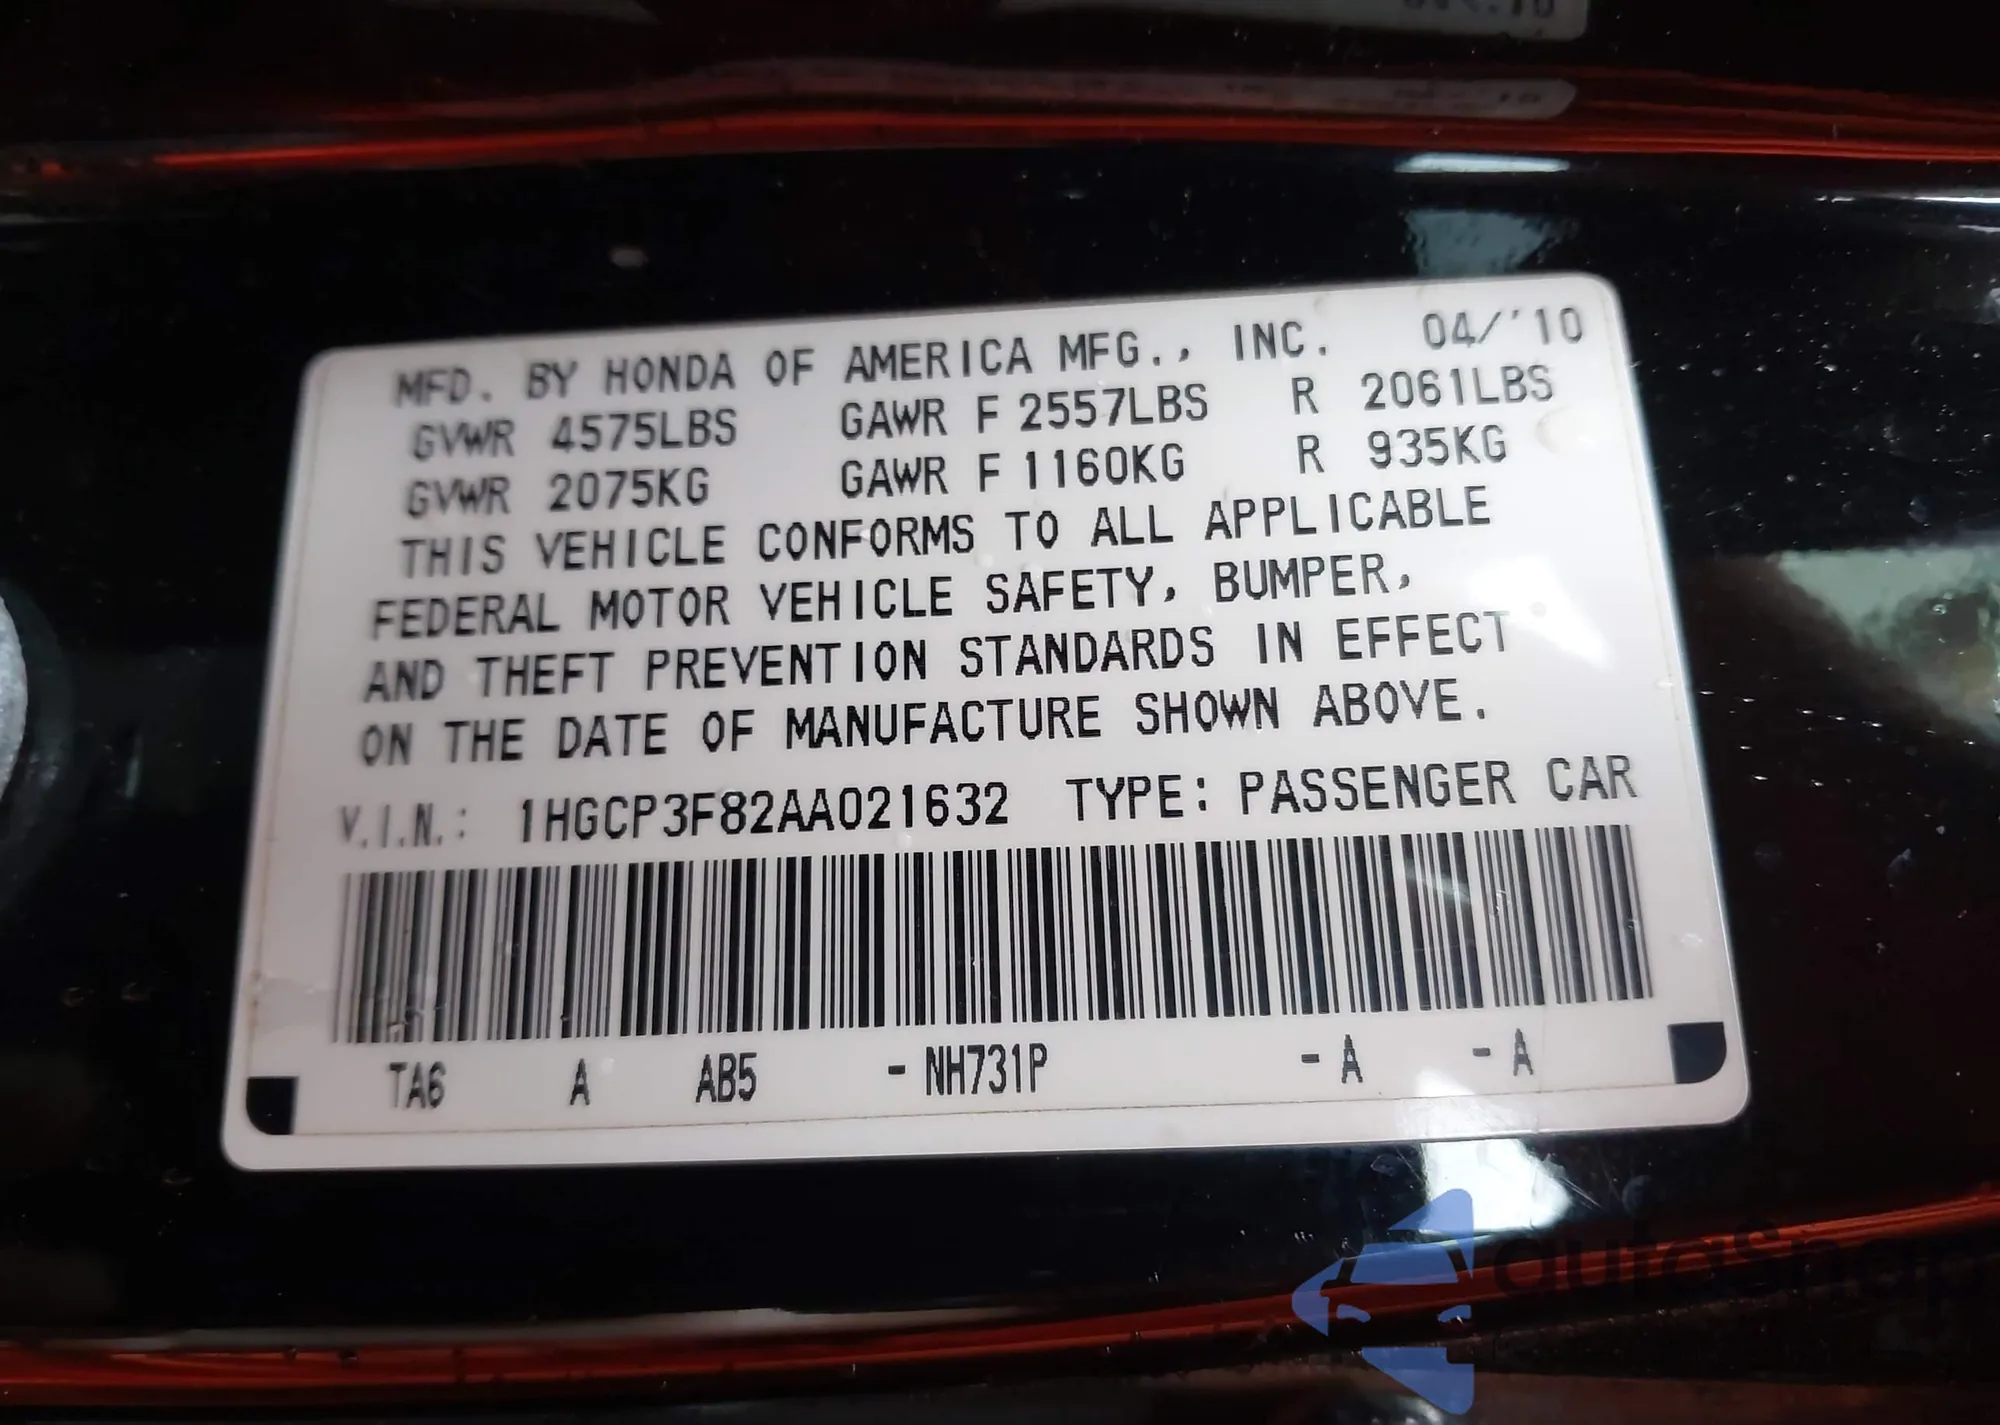 MFD. BY HONDA OF AMERICA MFG., INC. 04/'10
GVWR 4575LBS GAWR F 2557LBS R 2061LBS
GVWR 2075KG GAWR F 1160KG R 935KG
THIS VEHICLE CONFORMS TO ALL APPLICABLE
FEDERAL MOTOR VEHICLE SAFETY, BUMPER,
AND THEFT PREVENTION STANDARDS IN EFFECT
ON THE DATE OF MANUFACTURE SHOWN ABOVE.
V.I.N.: 1HGCP3F82AA021632 TYPE: PASSENGER CAR
TA6 A AB5 - NH731P - A - A
autosnap